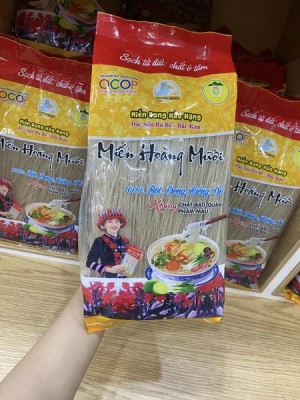 Sạch từ đất, chất ở tâm
OCOP
Miến Dong Hảo Hạng
Đặc Sản Ba Bể - Bắc Kạn
Miến Hoàng Mười
100% Bột Dong Riềng Đỏ
Không
CHẤT BẢO QUẢN
PHẨM MÀU